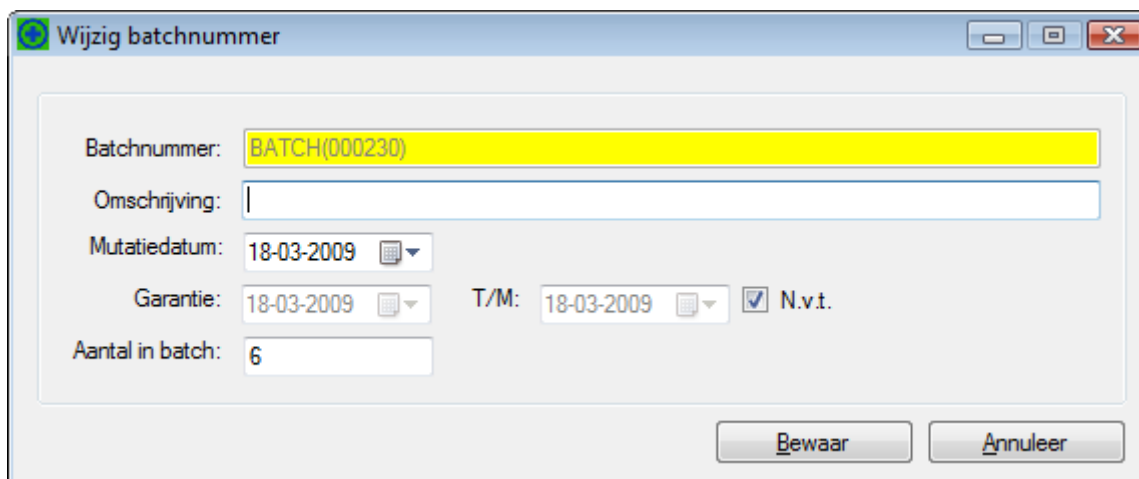 Wijzig batchnummer
Batchnummer: BATCH(000230)
Omschrijving:
Mutatiedatum: 18-03-2009
Garantie: 18-03-2009 T/M: 18-03-2009 N.v.t.
Aantal in batch: 6
Bewaar Annuleer